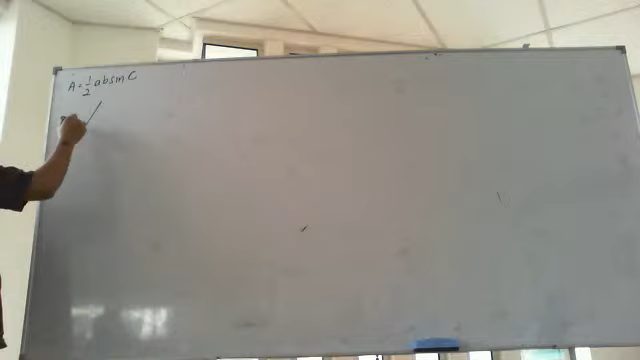 A = 1/2 ab sin C